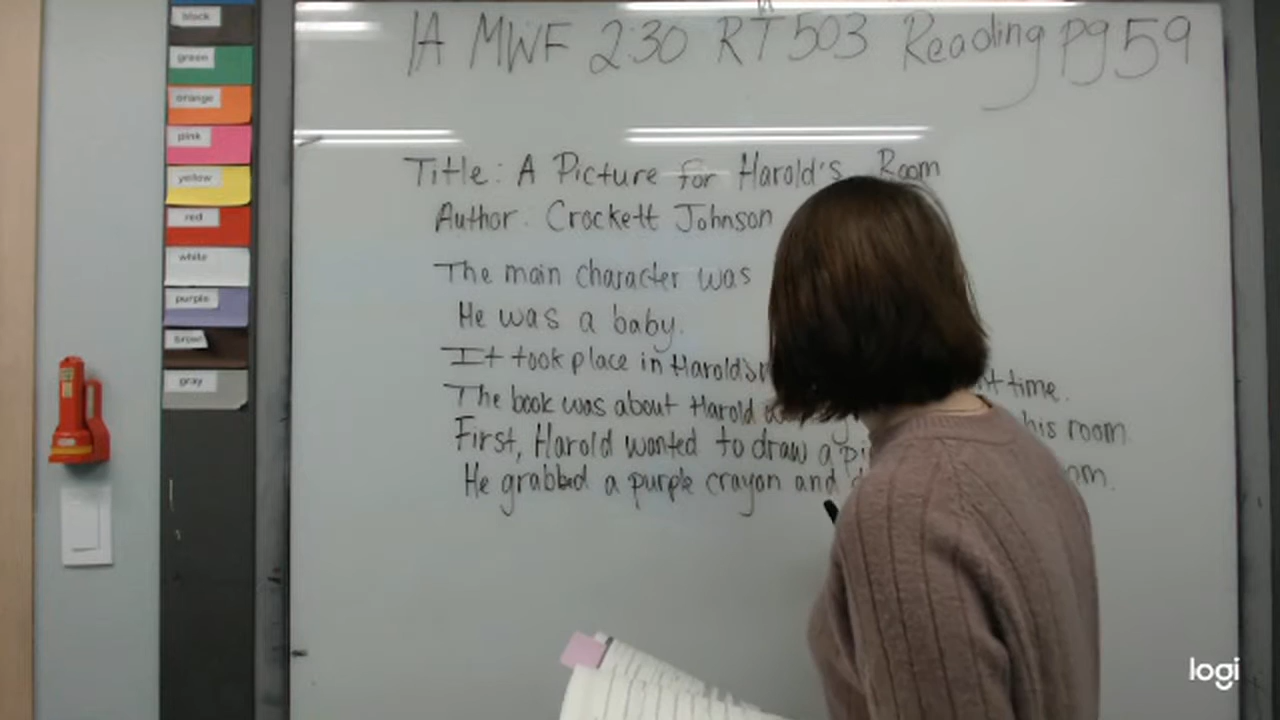 black
green
orange
pink
yellow
red
white
purple
brown
gray
1A MWF 2:30 RT 503 Reading pg 59
Title: A Picture for Harold's Room
Author: Crockett Johnson
The main character was
He was a baby.
It took place in Harold's time.
The book was about Harold his room
First, Harold wanted to draw a
He grabbed a purple crayon and
logi